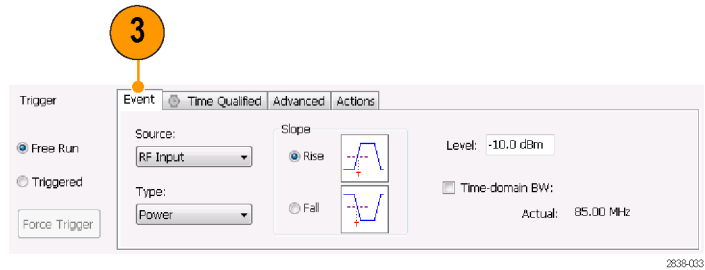 3
Trigger
Event Time Qualified Advanced Actions
Free Run
Triggered
Force Trigger
Source:
RF Input
Type:
Power
Slope
Rise
Fall
Level: -10.0 dBm
Time-domain BW:
Actual: 85.00 MHz
2838-033